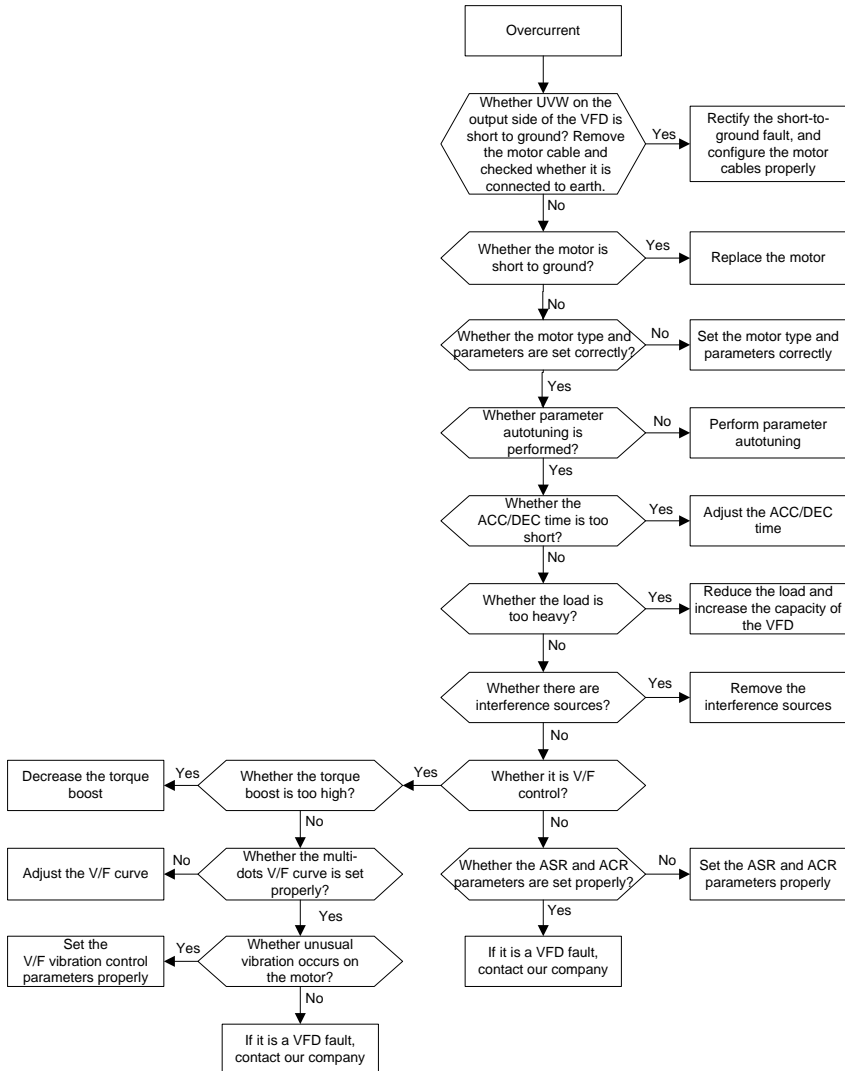 Overcurrent
Whether UVW on the
output side of the VFD is
short to ground? Remove
the motor cable and
checked whether it is
connected to earth.
Yes
Rectify the short-to-
ground fault, and
configure the motor
cables properly
No
Whether the motor is
short to ground?
Yes
Replace the motor
No
Whether the motor type and
parameters are set correctly?
No
Set the motor type and
parameters correctly
Yes
Whether parameter
autotuning is
performed?
No
Perform parameter
autotuning
Yes
Whether the
ACC/DEC time is too
short?
Yes
Adjust the ACC/DEC
time
No
Whether the load is
too heavy?
Yes
Reduce the load and
increase the capacity of
the VFD
No
Whether there are
interference sources?
Yes
Remove the
interference sources
No
Decrease the torque
boost
Yes
Whether the torque
boost is too high?
Yes
Whether it is V/F
control?
No
No
Adjust the V/F curve
No
Whether the multi-
dots V/F curve is set
properly?
Whether the ASR and ACR
parameters are set properly?
No
Set the ASR and ACR
parameters properly
Yes
Yes
Set the
V/F vibration control
parameters properly
Yes
Whether unusual
vibration occurs on
the motor?
If it is a VFD fault,
contact our company
No
If it is a VFD fault,
contact our company